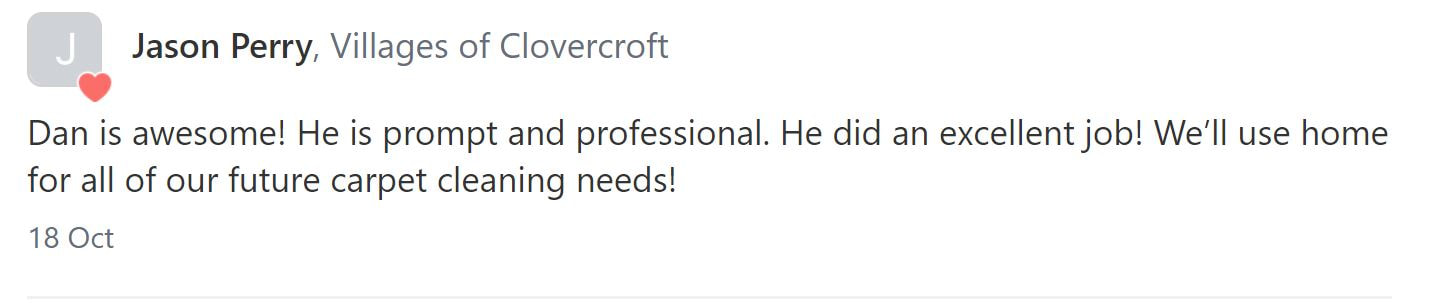 J
Jason Perry, Villages of Clovercroft
Dan is awesome! He is prompt and professional. He did an excellent job! We’ll use home
for all of our future carpet cleaning needs!
18 Oct